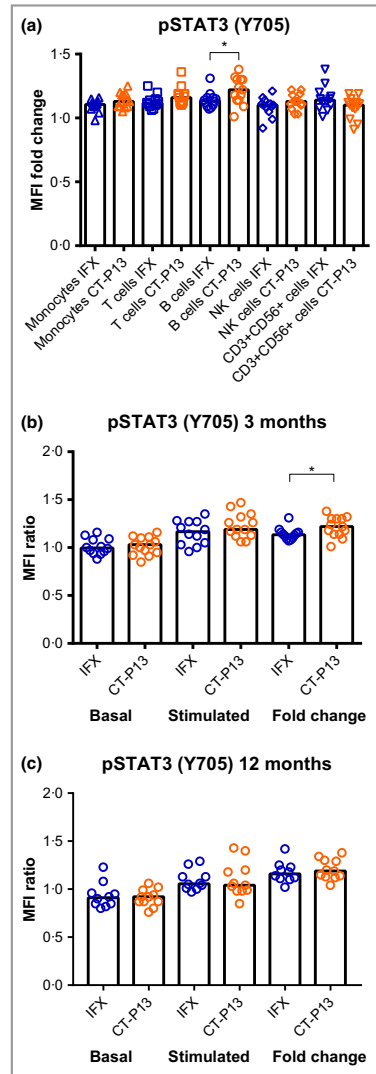 (a)
pSTAT3 (Y705)
*
1·5
1·0
0·5
0·0
MFI fold change
Monocytes IFX
Monocytes CT-P13
T cells IFX
T cells CT-P13
B cells IFX
B cells CT-P13
NK cells IFX
NK cells CT-P13
CD3+CD56+ cells IFX
CD3+CD56+ cells CT-P13
(b)
pSTAT3 (Y705) 3 months
2·0
*
1·5
1·0
0·5
0·0
MFI ratio
IFX
CT-P13
IFX
CT-P13
IFX
CT-P13
Basal Stimulated Fold change
(c)
pSTAT3 (Y705) 12 months
2·0
1·5
1·0
0·5
0·0
MFI ratio
IFX
CT-P13
IFX
CT-P13
IFX
CT-P13
Basal Stimulated Fold change